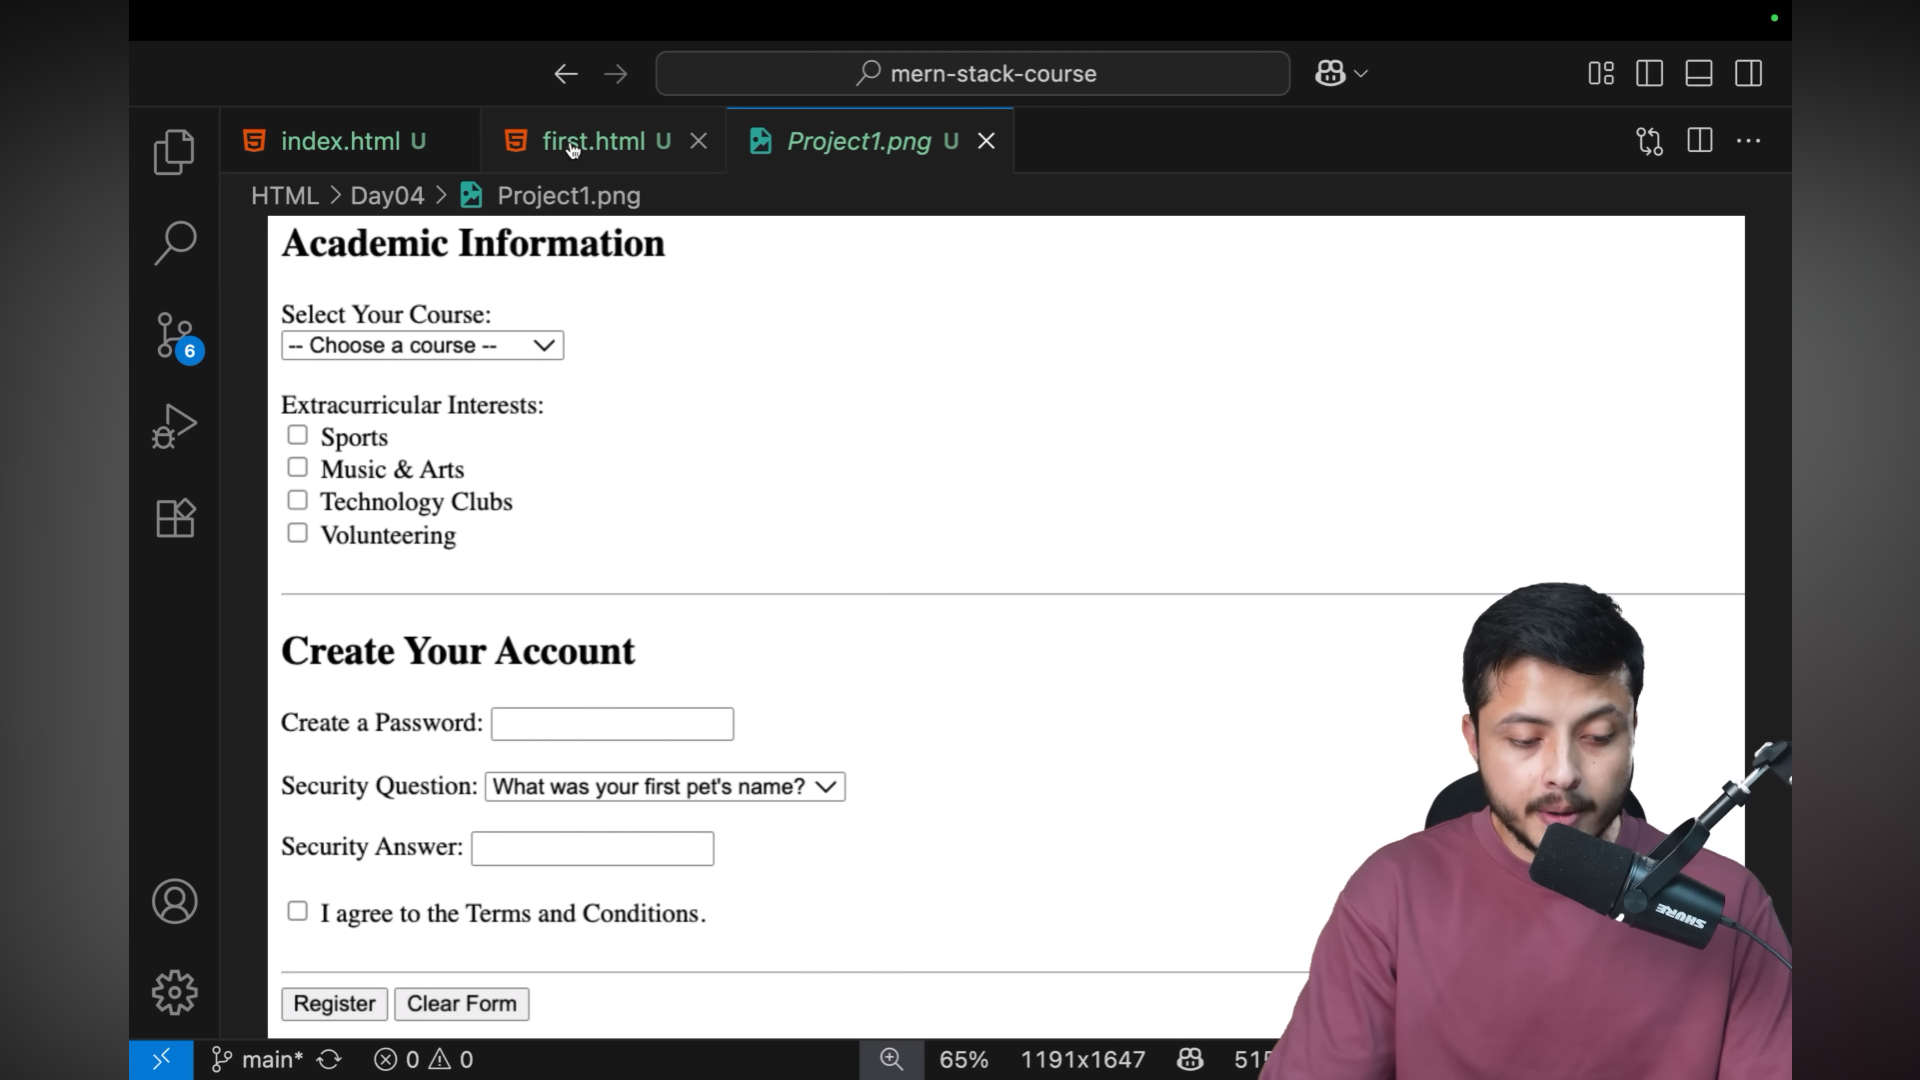 mern-stack-course
index.html U
first.html U
Project1.png U
HTML > Day04 > Project1.png
Academic Information
Select Your Course:
-- Choose a course --
Extracurricular Interests:
Sports
Music & Arts
Technology Clubs
Volunteering
6
Create Your Account
Create a Password:
Security Question: What was your first pet's name?
Security Answer:
I agree to the Terms and Conditions.
Register Clear Form
SHURE
main* 0 0 65% 1191x1647